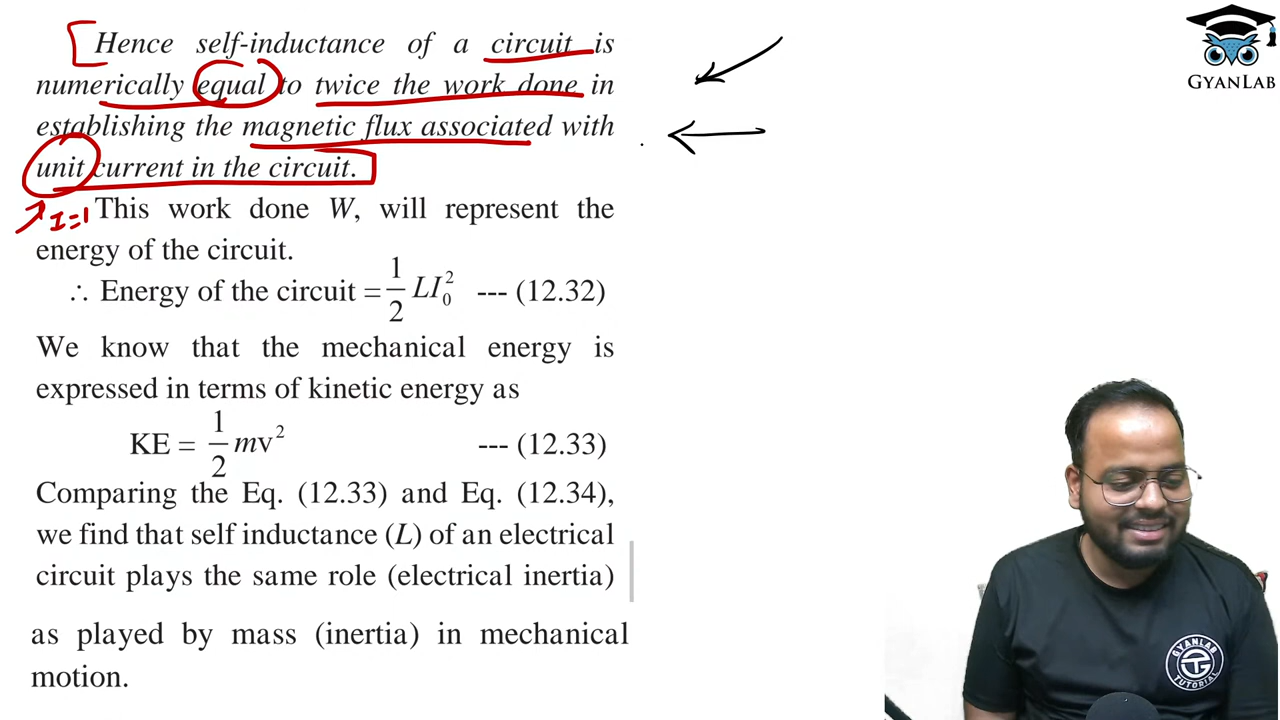 Hence self-inductance of a circuit is
numerically equal to twice the work done in
establishing the magnetic flux associated with
unit current in the circuit.
I=1
This work done W, will represent the
energy of the circuit.
∴ Energy of the circuit = 1/2 LI₀² --- (12.32)
We know that the mechanical energy is
expressed in terms of kinetic energy as
KE = 1/2 mv² --- (12.33)
Comparing the Eq. (12.33) and Eq. (12.34),
we find that self inductance (L) of an electrical
circuit plays the same role (electrical inertia)
as played by mass (inertia) in mechanical
motion.
GYANLAB
GYANLAB
TUTORIAL